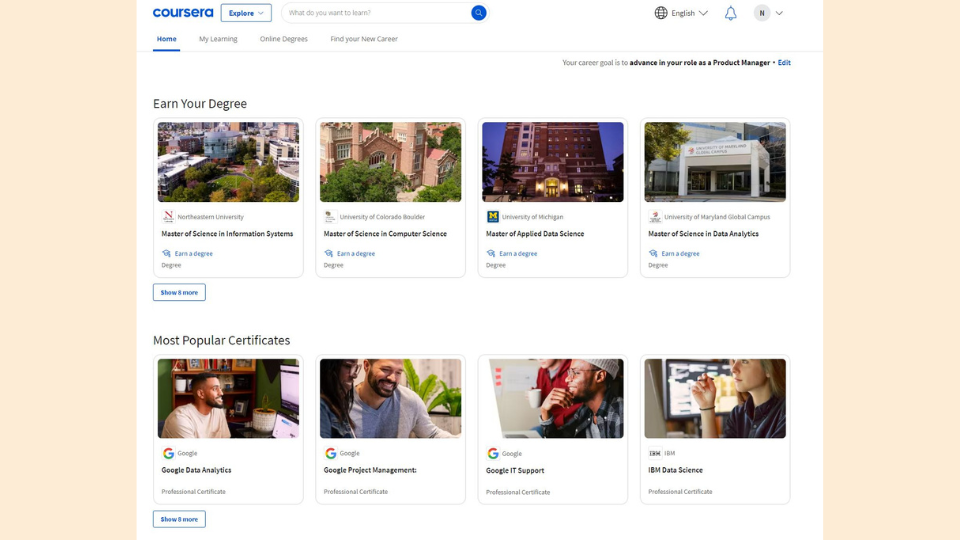 coursera
Explore
What do you want to learn?
English
N
Home
My Learning
Online Degrees
Find your New Career
Your career goal is to advance in your role as a Product Manager • Edit
Earn Your Degree
UNIVERSITY OF MARYLAND
GLOBAL CAMPUS
Northeastern University
Master of Science in Information Systems
Earn a degree
Degree
University of Colorado Boulder
Master of Science in Computer Science
Earn a degree
Degree
M
University of Michigan
Master of Applied Data Science
Earn a degree
Degree
University of Maryland Global Campus
Master of Science in Data Analytics
Earn a degree
Degree
Show 8 more
Most Popular Certificates
G
Google
Google Data Analytics
Professional Certificate
G
Google
Google Project Management:
Professional Certificate
G
Google
Google IT Support
Professional Certificate
IBM
IBM
IBM Data Science
Professional Certificate
Show 8 more